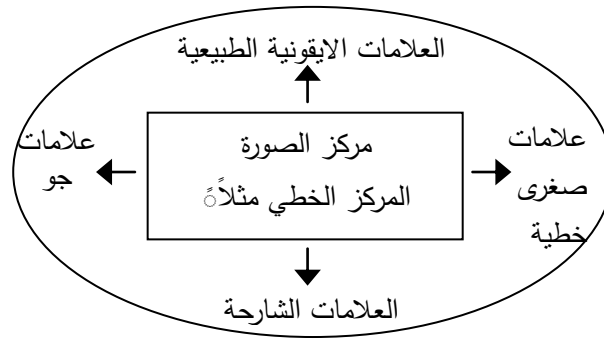 العلامات الايقونية الطبيعية
علامات
صغرى
خطية
مركز الصورة
المركز الخطي مثلاًً
علامات
جو
العلامات الشارحة